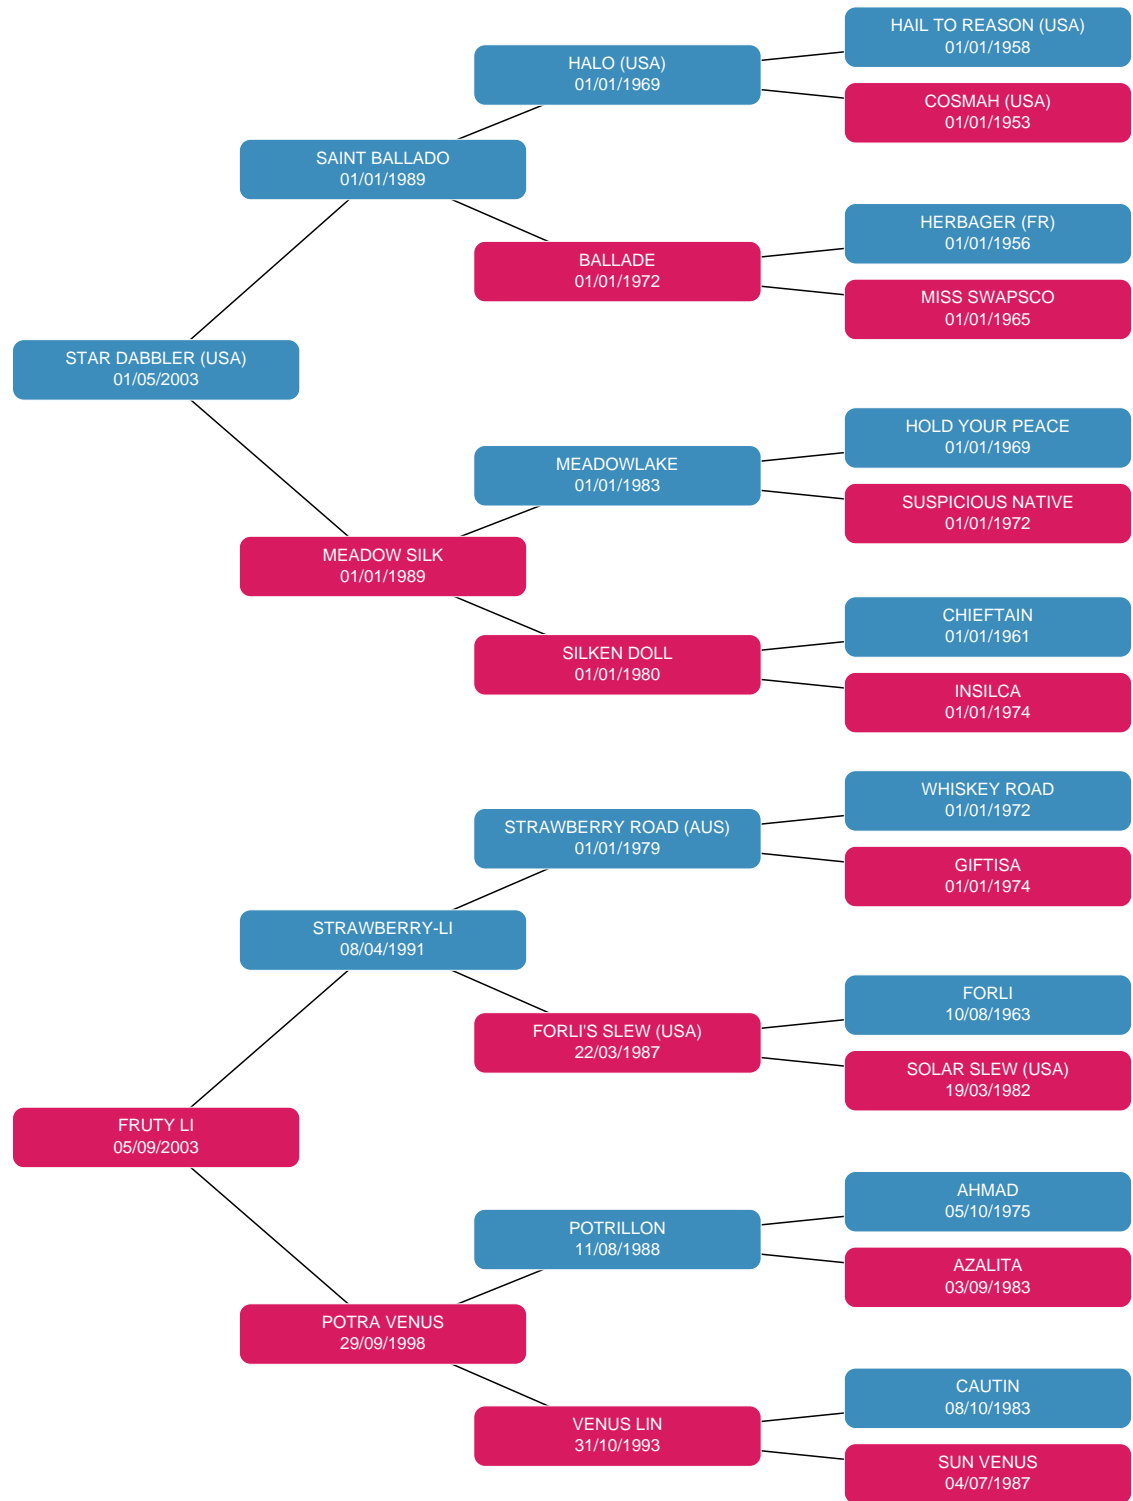 HAIL TO REASON (USA)
01/01/1958
HALO (USA)
01/01/1969
COSMAH (USA)
01/01/1953
SAINT BALLADO
01/01/1989
HERBAGER (FR)
01/01/1956
BALLADE
01/01/1972
MISS SWAPSCO
01/01/1965
STAR DABBLER (USA)
01/05/2003
HOLD YOUR PEACE
01/01/1969
MEADOWLAKE
01/01/1983
SUSPICIOUS NATIVE
01/01/1972
MEADOW SILK
01/01/1989
CHIEFTAIN
01/01/1961
SILKEN DOLL
01/01/1980
INSILCA
01/01/1974
WHISKEY ROAD
01/01/1972
STRAWBERRY ROAD (AUS)
01/01/1979
GIFTISA
01/01/1974
STRAWBERRY-LI
08/04/1991
FORLI
10/08/1963
FORLI'S SLEW (USA)
22/03/1987
SOLAR SLEW (USA)
19/03/1982
FRUTY LI
05/09/2003
AHMAD
05/10/1975
POTRILLON
11/08/1988
AZALITA
03/09/1983
POTRA VENUS
29/09/1998
CAUTIN
08/10/1983
VENUS LIN
31/10/1993
SUN VENUS
04/07/1987